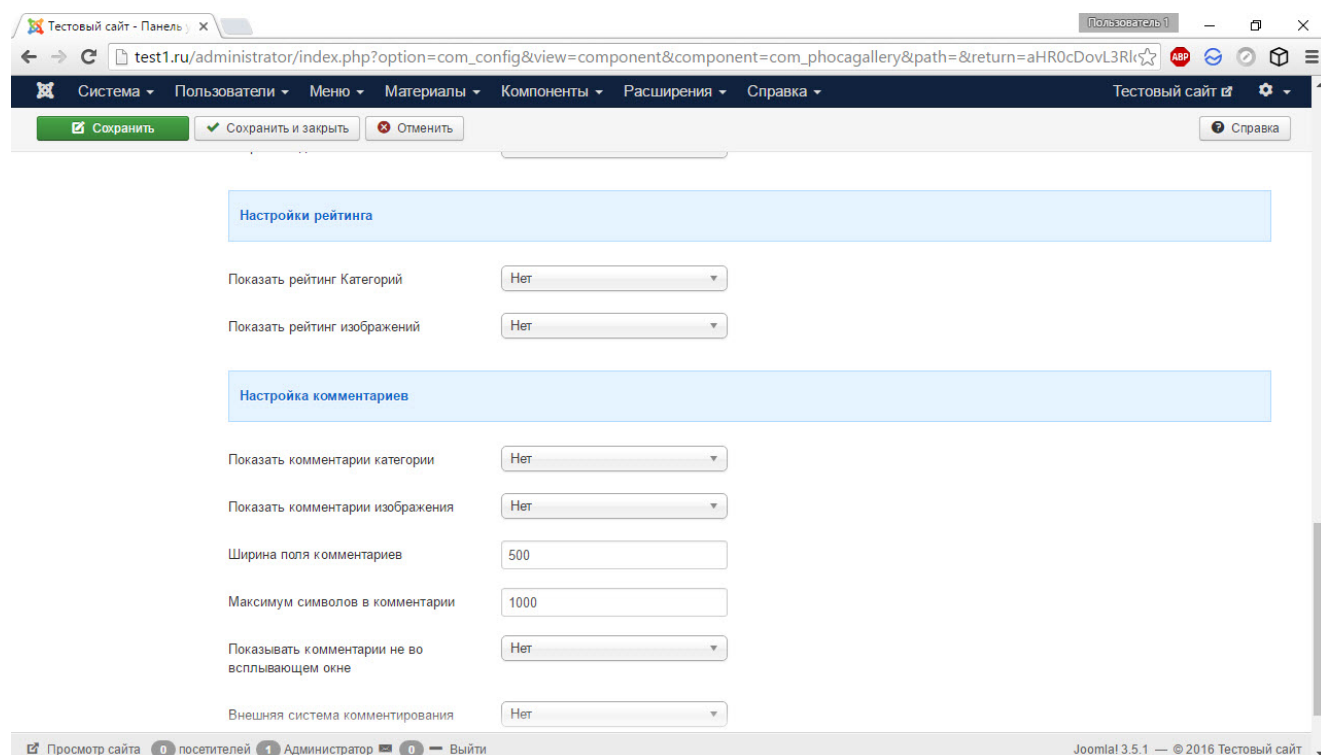 Тестовый сайт - Панель у
Пользователь 1
test1.ru/administrator/index.php?option=com_config&view=component&component=com_phocagallery&path=&return=aHR0cDovL3Rl
ABP
Система Пользователи Меню Материалы Компоненты Расширения Справка Тестовый сайт
Сохранить Сохранить и закрыть Отменить Справка
Настройки рейтинга
Показать рейтинг Категорий Нет
Показать рейтинг изображений Нет
Настройка комментариев
Показать комментарии категории Нет
Показать комментарии изображения Нет
Ширина поля комментариев 500
Максимум символов в комментарии 1000
Показывать комментарии не во Нет
всплывающем окне
Внешняя система комментирования Нет
Просмотр сайта 0 посетителей 1 Администратор 0 Выйти Joomla! 3.5.1 — © 2016 Тестовый сайт